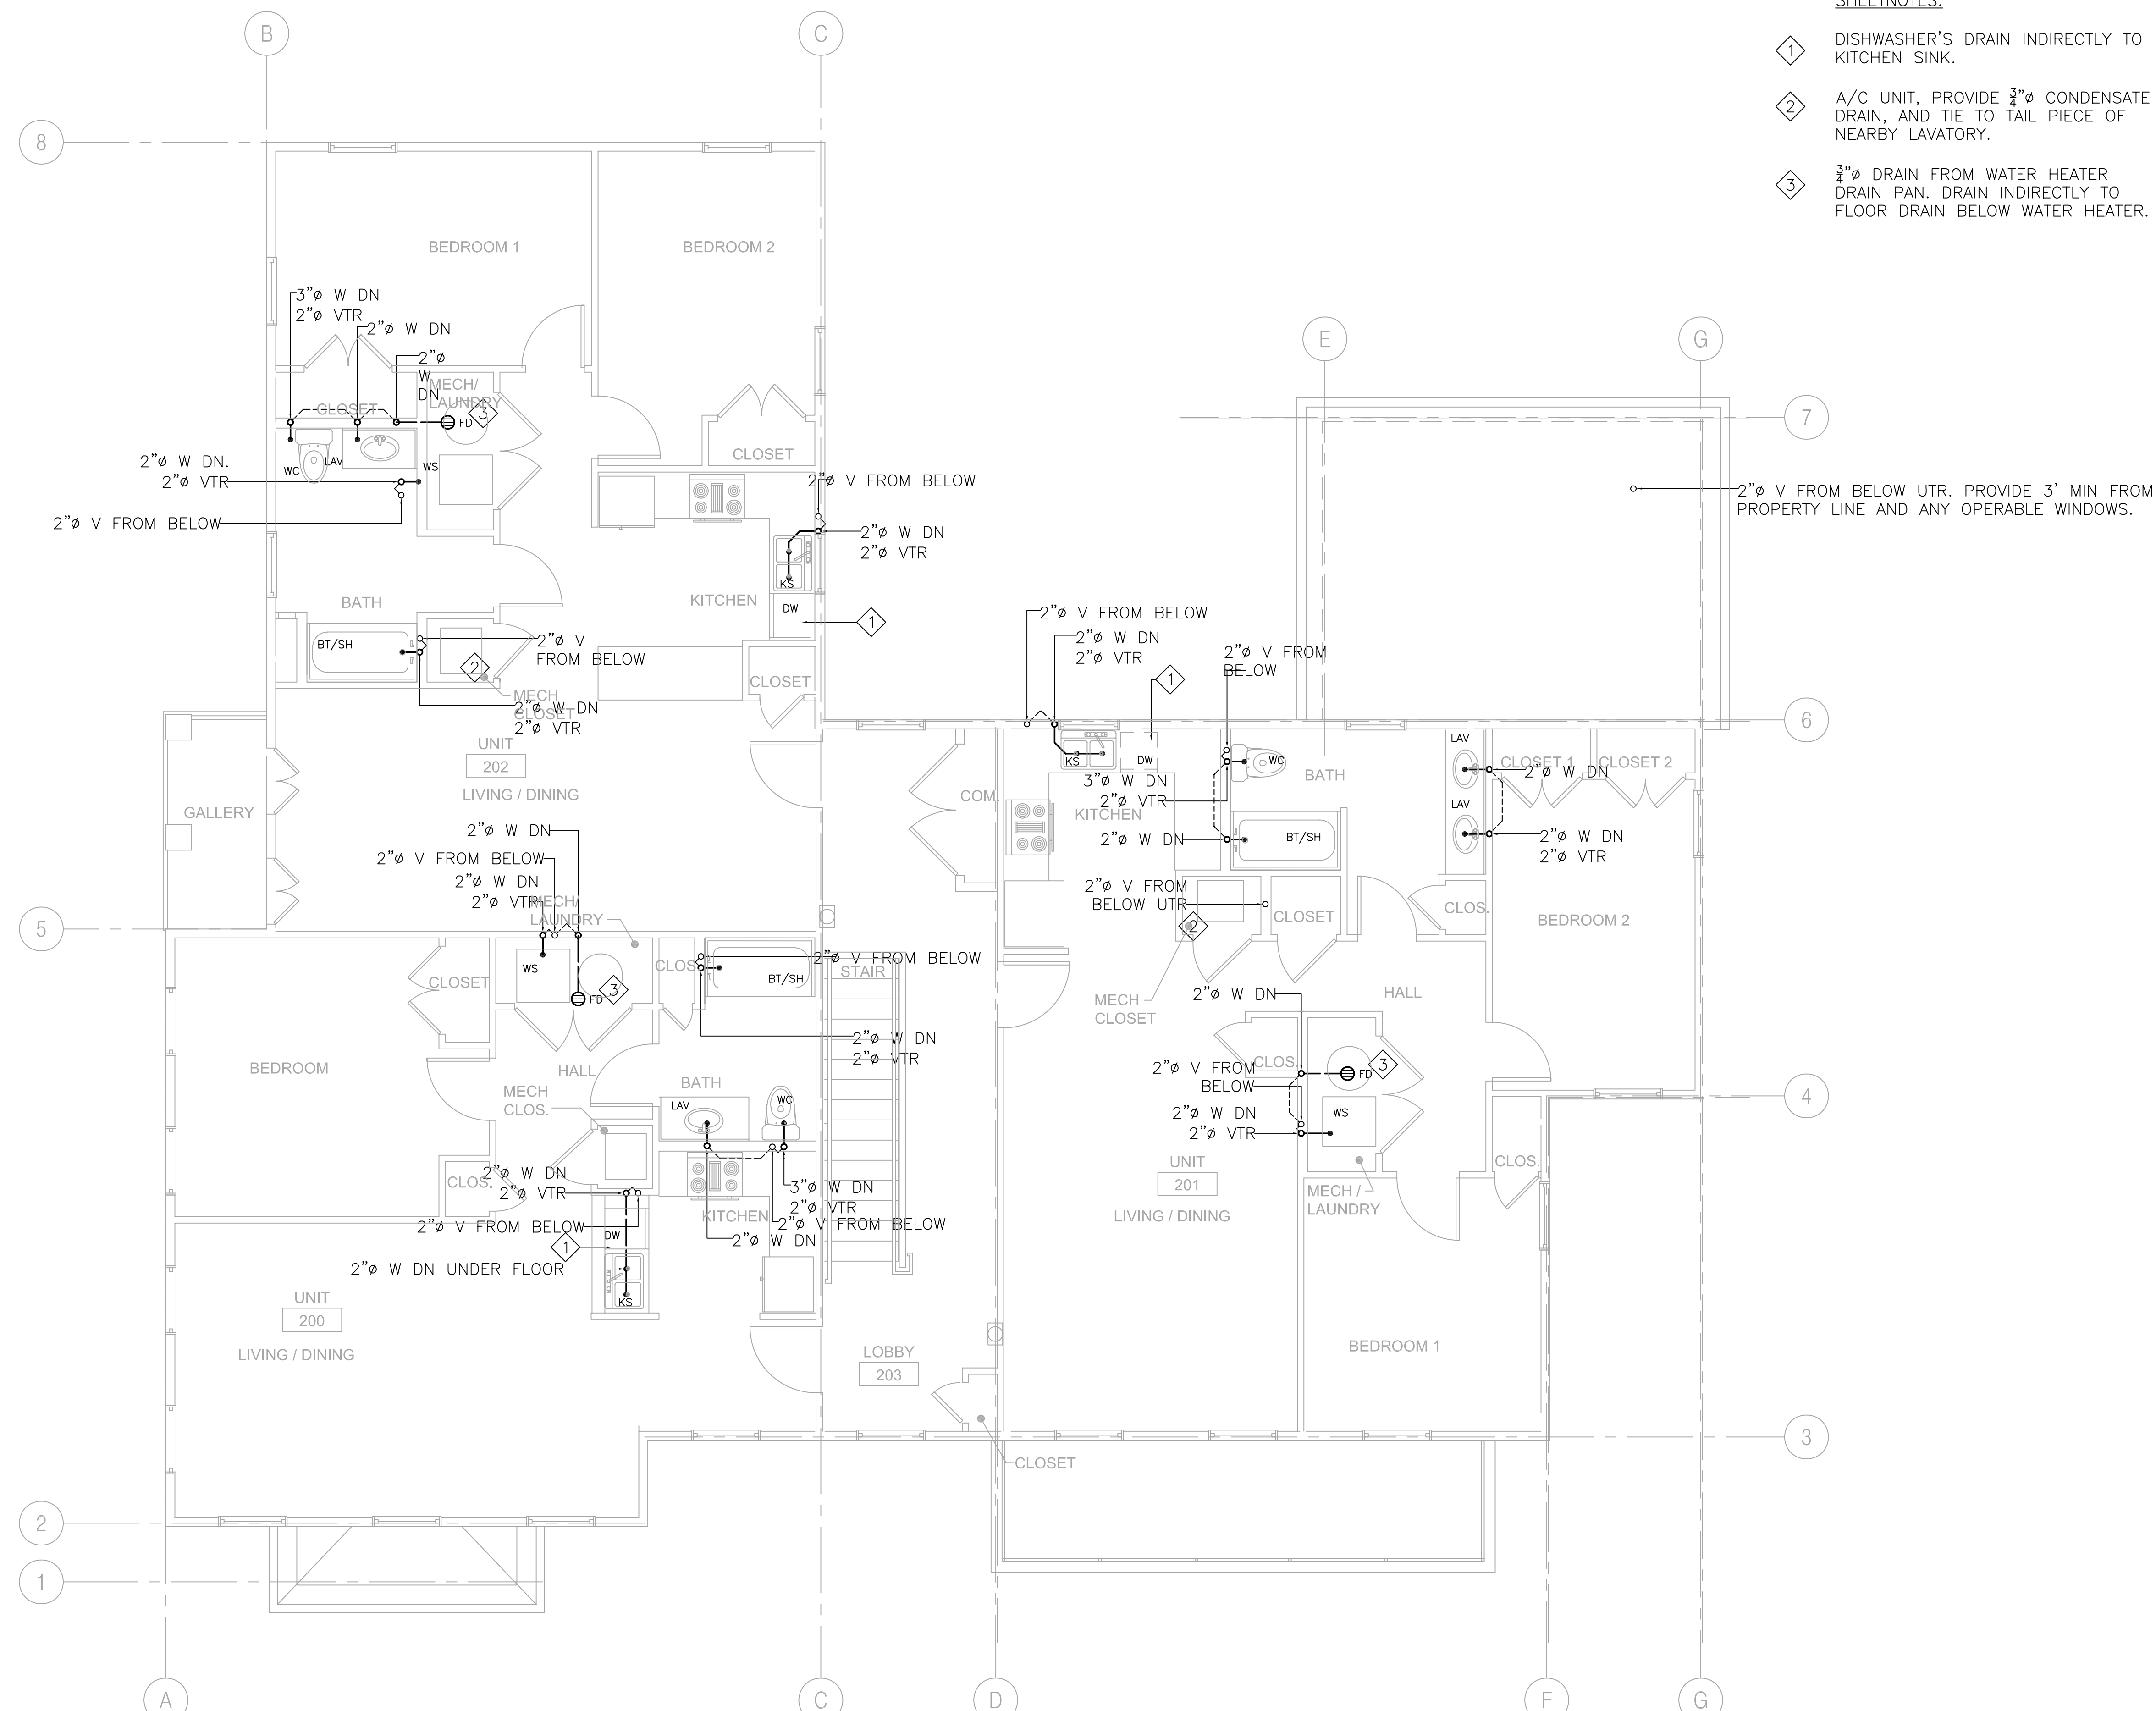 SHEETNOTES:
1
DISHWASHER'S DRAIN INDIRECTLY TO
KITCHEN SINK.
2
A/C UNIT, PROVIDE 3/4"ø CONDENSATE
DRAIN, AND TIE TO TAIL PIECE OF
NEARBY LAVATORY.
3
3/4"ø DRAIN FROM WATER HEATER
DRAIN PAN. DRAIN INDIRECTLY TO
FLOOR DRAIN BELOW WATER HEATER.
B
C
8
BEDROOM 1
BEDROOM 2
3"ø W DN
2"ø VTR
2"ø W DN
2"ø
W
DN
MECH/
LAUNDRY
CLOSET
3
FD
WC
LAV
WS
2"ø W DN.
2"ø VTR
2"ø V FROM BELOW
CLOSET
2"ø V FROM BELOW
2"ø W DN
2"ø VTR
KS
DW
1
KITCHEN
BATH
BT/SH
2"ø V
FROM BELOW
2
MECH
CLOSET
2"ø W DN
2"ø VTR
CLOSET
UNIT
202
LIVING / DINING
GALLERY
E
G
7
2"ø V FROM BELOW UTR. PROVIDE 3' MIN FROM
PROPERTY LINE AND ANY OPERABLE WINDOWS.
6
2"ø V FROM BELOW
2"ø W DN
2"ø VTR
1
2"ø V FROM
BELOW
KS
DW
WC
BATH
LAV
LAV
CLOSET 1
CLOSET 2
2"ø W DN
2"ø W DN
2"ø VTR
3"ø W DN
2"ø VTR
KITCHEN
COM.
2"ø W DN
BT/SH
2"ø V FROM
BELOW UTR
2
CLOSET
CLOS.
BEDROOM 2
MECH
CLOSET
HALL
2"ø W DN
CLOS.
2"ø V FROM
BELOW
3
FD
2"ø W DN
2"ø VTR
WS
4
UNIT
201
LIVING / DINING
MECH /
LAUNDRY
CLOS.
BEDROOM 1
2"ø W DN
2"ø V FROM BELOW
2"ø W DN
2"ø VTR
MECH/
LAUNDRY
5
CLOSET
WS
FD
3
CLOS.
BT/SH
2"ø V FROM BELOW
STAIR
2"ø W DN
2"ø VTR
BEDROOM
HALL
MECH
CLOS.
BATH
LAV
WC
CLOS.
2"ø W DN
2"ø VTR
2"ø V FROM BELOW
1
DW
2"ø W DN UNDER FLOOR
KS
KITCHEN
3"ø W DN
2"ø VTR
2"ø V FROM BELOW
2"ø W DN
UNIT
200
LIVING / DINING
LOBBY
203
CLOSET
3
2
1
A
C
D
F
G